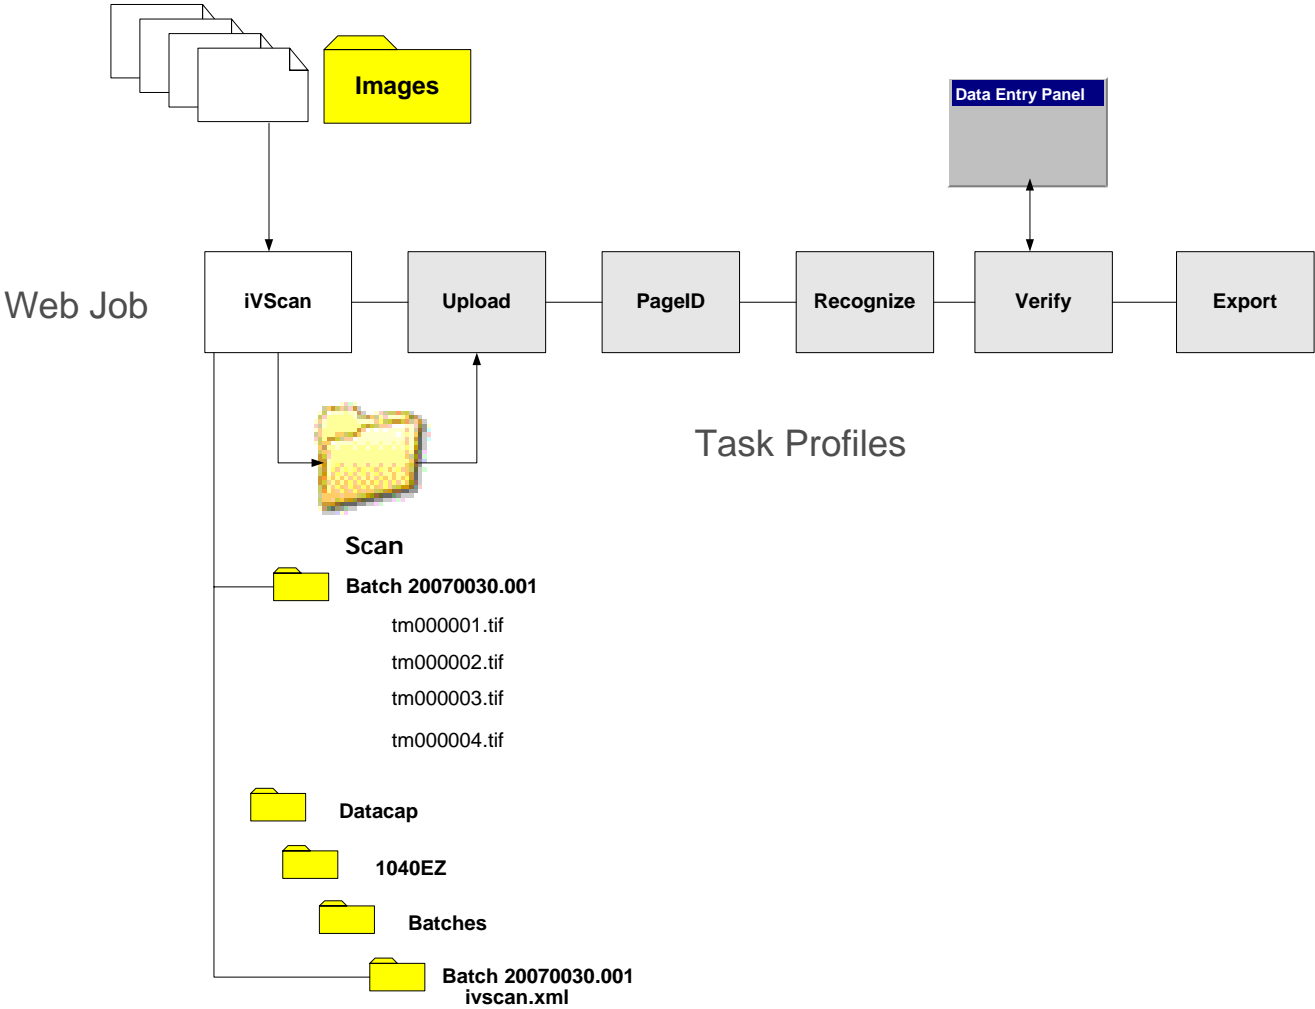 Images
Data Entry Panel
Web Job
iVScan
Upload
PageID
Recognize
Verify
Export
Task Profiles
Scan
Batch 20070030.001
tm000001.tif
tm000002.tif
tm000003.tif
tm000004.tif
Datacap
1040EZ
Batches
Batch 20070030.001
ivscan.xml